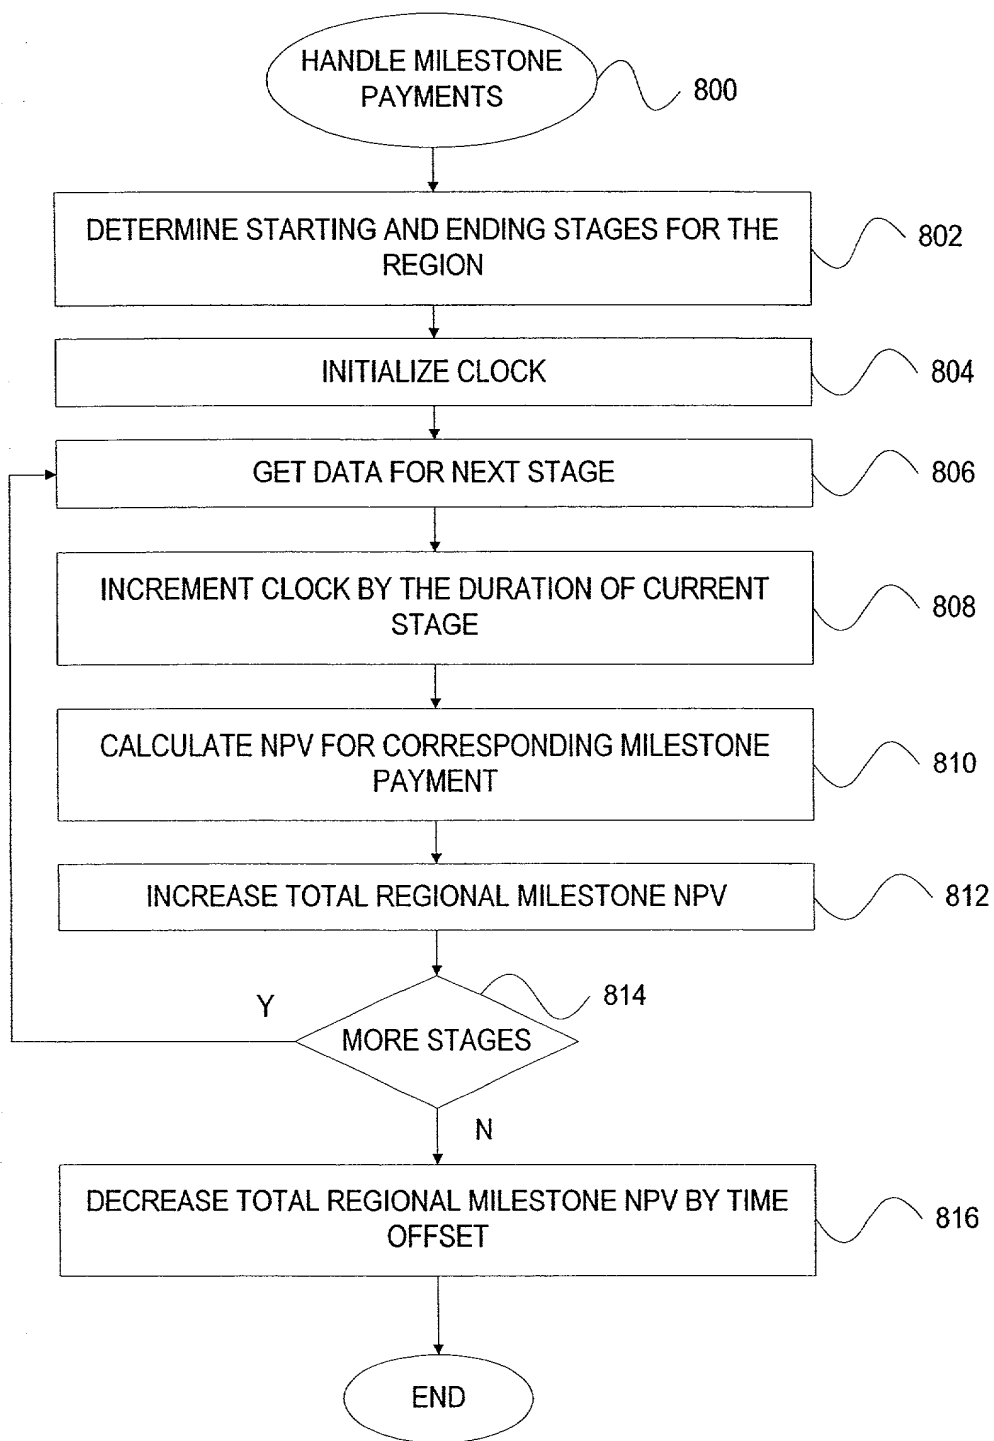 HANDLE MILESTONE
PAYMENTS
800
DETERMINE STARTING AND ENDING STAGES FOR THE
REGION
802
INITIALIZE CLOCK
804
GET DATA FOR NEXT STAGE
806
INCREMENT CLOCK BY THE DURATION OF CURRENT
STAGE
808
CALCULATE NPV FOR CORRESPONDING MILESTONE
PAYMENT
810
INCREASE TOTAL REGIONAL MILESTONE NPV
812
814
Y
MORE STAGES
N
DECREASE TOTAL REGIONAL MILESTONE NPV BY TIME
OFFSET
816
END